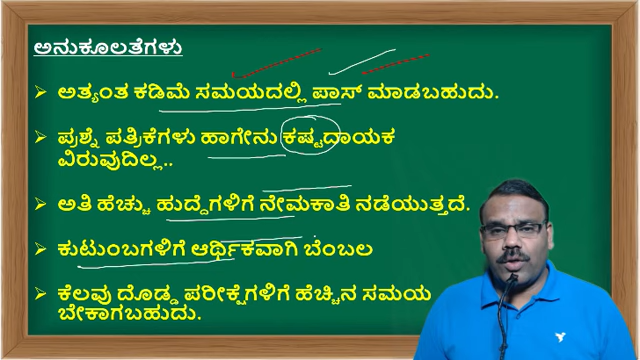 ಅನುಕೂಲತೆಗಳು
ಅತ್ಯಂತ ಕಡಿಮೆ ಸಮಯದಲ್ಲಿ ಪಾಸ್ ಮಾಡಬಹುದು.
ಪ್ರಶ್ನೆ ಪತ್ರಿಕೆಗಳು ಹಾಗೇನು ಕಷ್ಟದಾಯಕ
ವಿರುವುದಿಲ್ಲ..
ಅತಿ ಹೆಚ್ಚು ಹುದ್ದೆಗಳಿಗೆ ನೇಮಕಾತಿ ನಡೆಯುತ್ತದೆ.
ಕುಟುಂಬಗಳಿಗೆ ಆರ್ಥಿಕವಾಗಿ ಬೆಂಬಲ
ಕೆಲವು ದೊಡ್ಡ ಪರೀಕ್ಷೆಗಳಿಗೆ ಹೆಚ್ಚಿನ ಸಮಯ
ಬೇಕಾಗಬಹುದು.